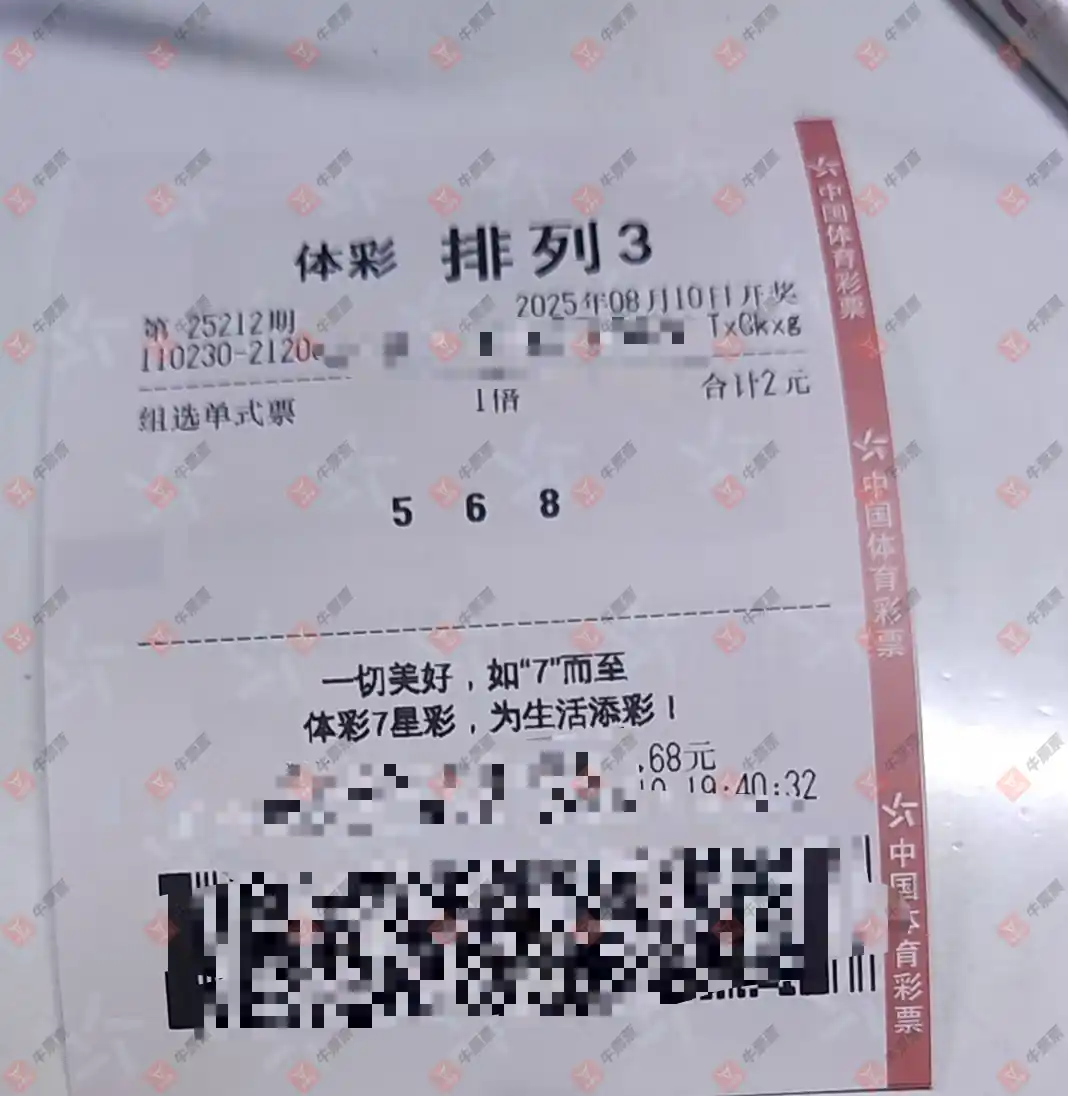 体彩 排列3
第 25212期 2025年08月10日开奖
110230-2120 TxGkxg
组选单式票 1倍 合计2元
5 6 8
一切美好，如“7”而至
体彩7星彩，为生活添彩！
.68元
19:40:32
中国体育彩票
中国体育彩票
中国体育彩票
牛票票